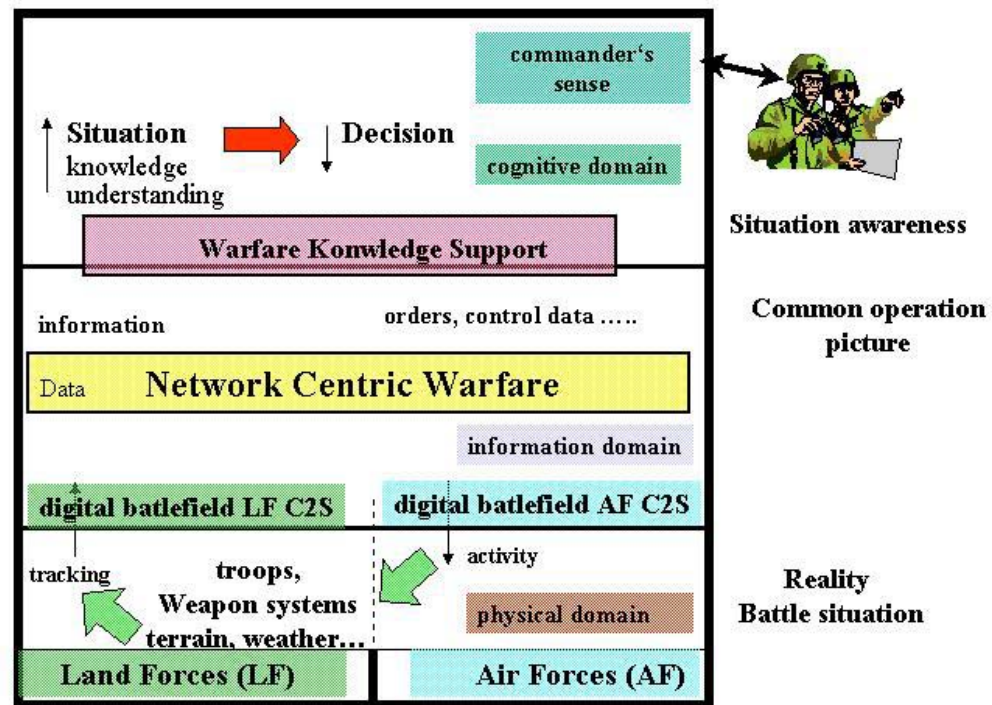 commander's
sense
Situation
knowledge
understanding
Decision
cognitive domain
Situation awareness
Warfare Konwledge Support
information
orders, control data .....
Common operation
picture
Data
Network Centric Warfare
information domain
digital batlefield LF C2S
digital batlefield AF C2S
tracking
troops,
Weapon systems
terrain, weather...
activity
physical domain
Reality
Battle situation
Land Forces (LF)
Air Forces (AF)